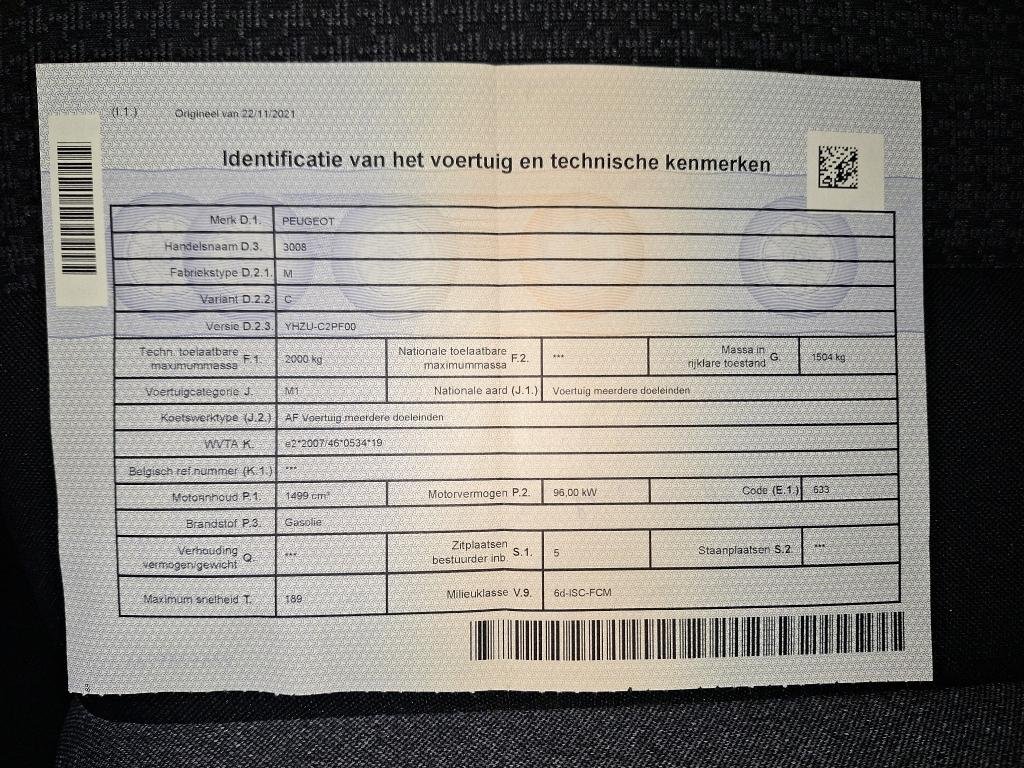 (I.1.) Origineel van 22/11/2021
Identificatie van het voertuig en technische kenmerken
Merk D.1. PEUGEOT
Handelsnaam D.3. 3008
Fabriekstype D.2.1. M
Variant D.2.2. C
Versie D.2.3. YHZU-C2PF00
Techn. toelaatbare maximummassa F.1. 2000 kg Nationale toelaatbare maximummassa F.2. *** Massa in rijklare toestand G. 1504 kg
Voertuigcategorie J. M1 Nationale aard (J.1.) Voertuig meerdere doeleinden
Koetswerktype (J.2.) AF Voertuig meerdere doeleinden
WVTA K. e2*2007/46*0534*19
Belgisch ref.nummer (K.1.) ***
Motorinhoud P.1. 1499 cm³ Motorvermogen P.2. 96,00 kW Code (E.1.) 633
Brandstof P.3. Gasolie
Verhouding vermogen/gewicht Q. *** Zitplaatsen bestuurder inb. S.1. 5 Staanplaatsen S.2. ***
Maximum snelheid T. 189 Milieuklasse V.9. 6d-ISC-FCM